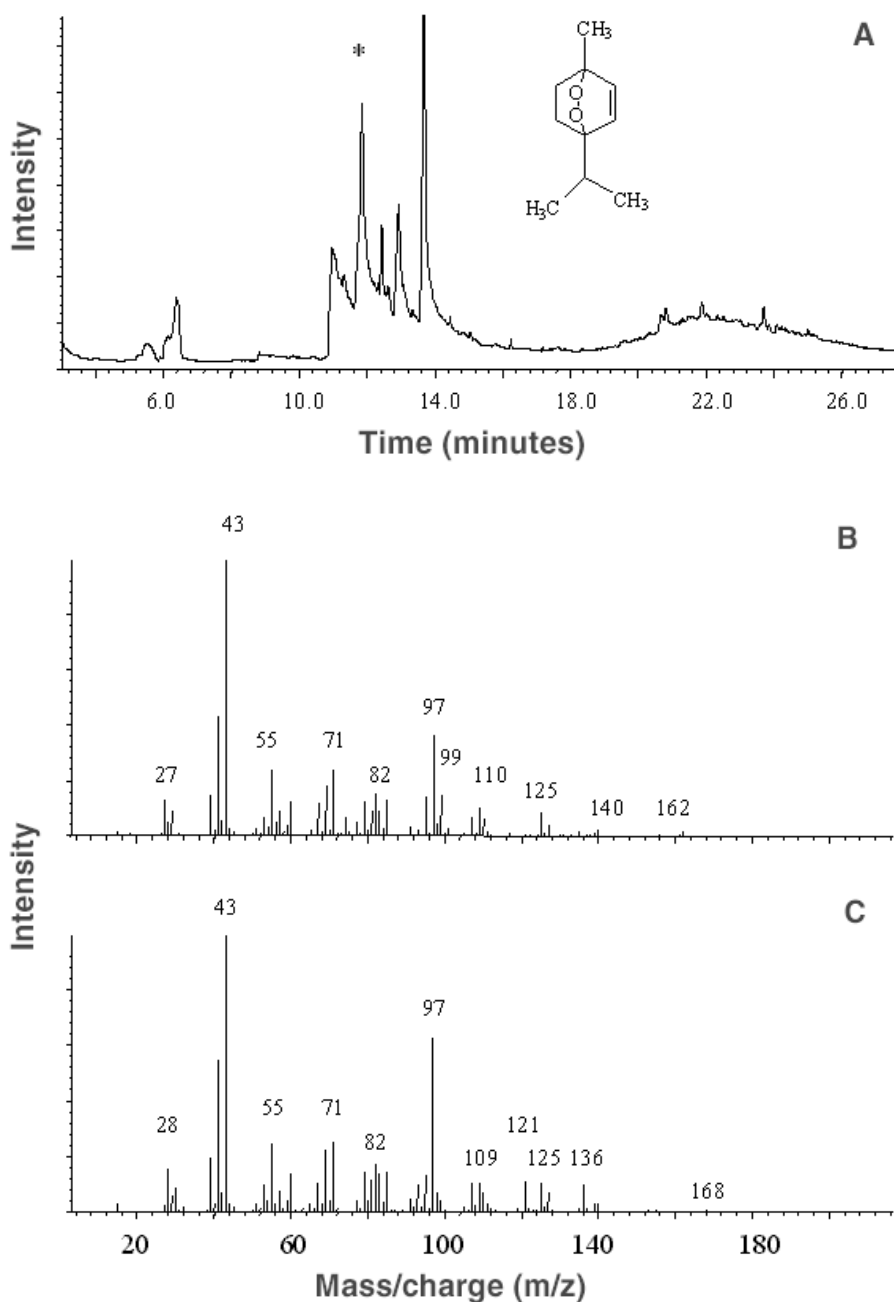 A
*
CH3
O
O
H3C
CH3
Intensity
6.0 10.0 14.0 18.0 22.0 26.0
Time (minutes)
B
43
97
99
55 71
27 82 110
125
140 162
Intensity
C
43
97
55 71
28 121
82 109 125 136
168
20 60 100 140 180
Mass/charge (m/z)